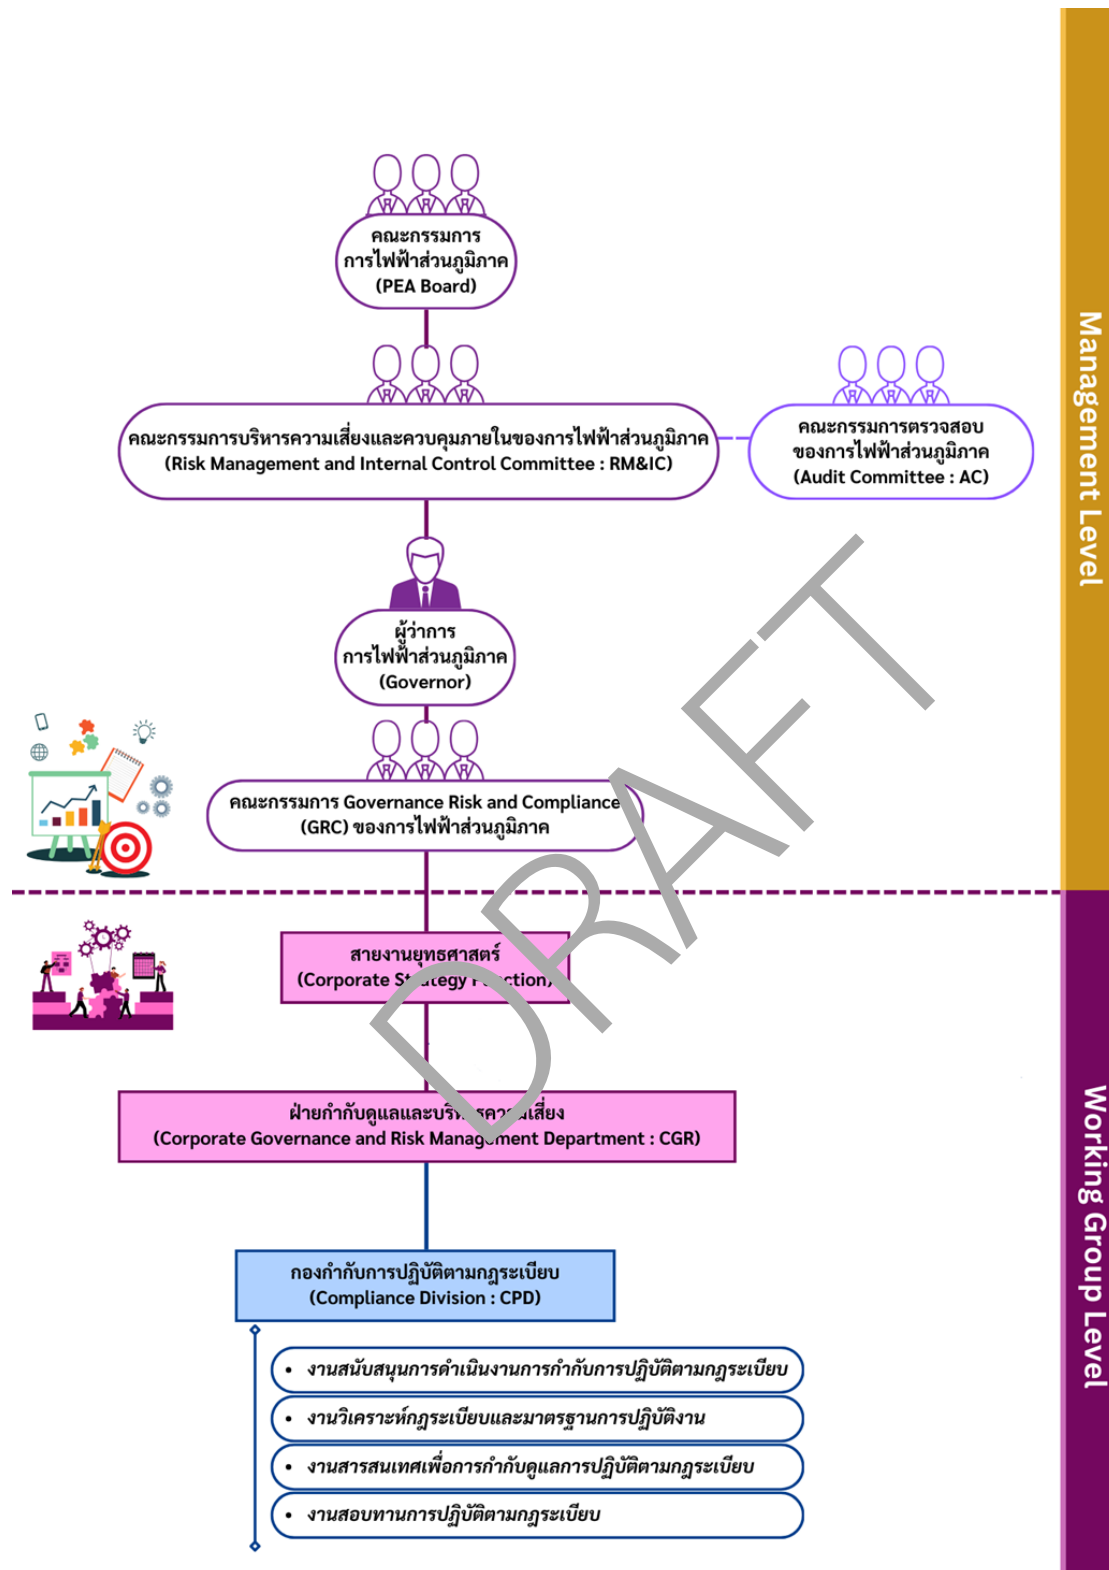 คณะกรรมการ
การไฟฟ้าส่วนภูมิภาค
(PEA Board)
คณะกรรมการบริหารความเสี่ยงและควบคุมภายในของการไฟฟ้าส่วนภูมิภาค
(Risk Management and Internal Control Committee : RM&IC)
คณะกรรมการตรวจสอบ
ของการไฟฟ้าส่วนภูมิภาค
(Audit Committee : AC)
ผู้ว่าการ
การไฟฟ้าส่วนภูมิภาค
(Governor)
คณะกรรมการ Governance Risk and Compliance
(GRC) ของการไฟฟ้าส่วนภูมิภาค
Management Level
DRAFT
สายงานยุทธศาสตร์
(Corporate Strategy Function)
ฝ่ายกำกับดูแลและบริหารความเสี่ยง
(Corporate Governance and Risk Management Department : CGR)
กองกำกับการปฏิบัติตามกฎระเบียบ
(Compliance Division : CPD)
• งานสนับสนุนการดำเนินงานการกำกับการปฏิบัติตามกฎระเบียบ
• งานวิเคราะห์กฎระเบียบและมาตรฐานการปฏิบัติงาน
• งานสารสนเทศเพื่อการกำกับดูแลการปฏิบัติตามกฎระเบียบ
• งานสอบทานการปฏิบัติตามกฎระเบียบ
Working Group Level